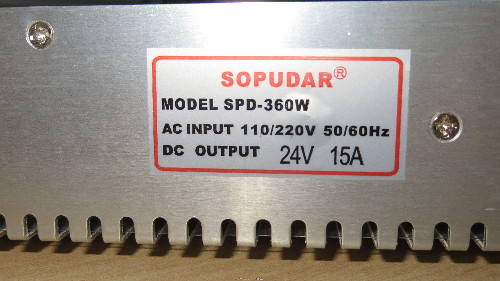 SOPUDAR®
MODEL SPD-360W
AC INPUT 110/220V 50/60Hz
DC OUTPUT 24V 15A